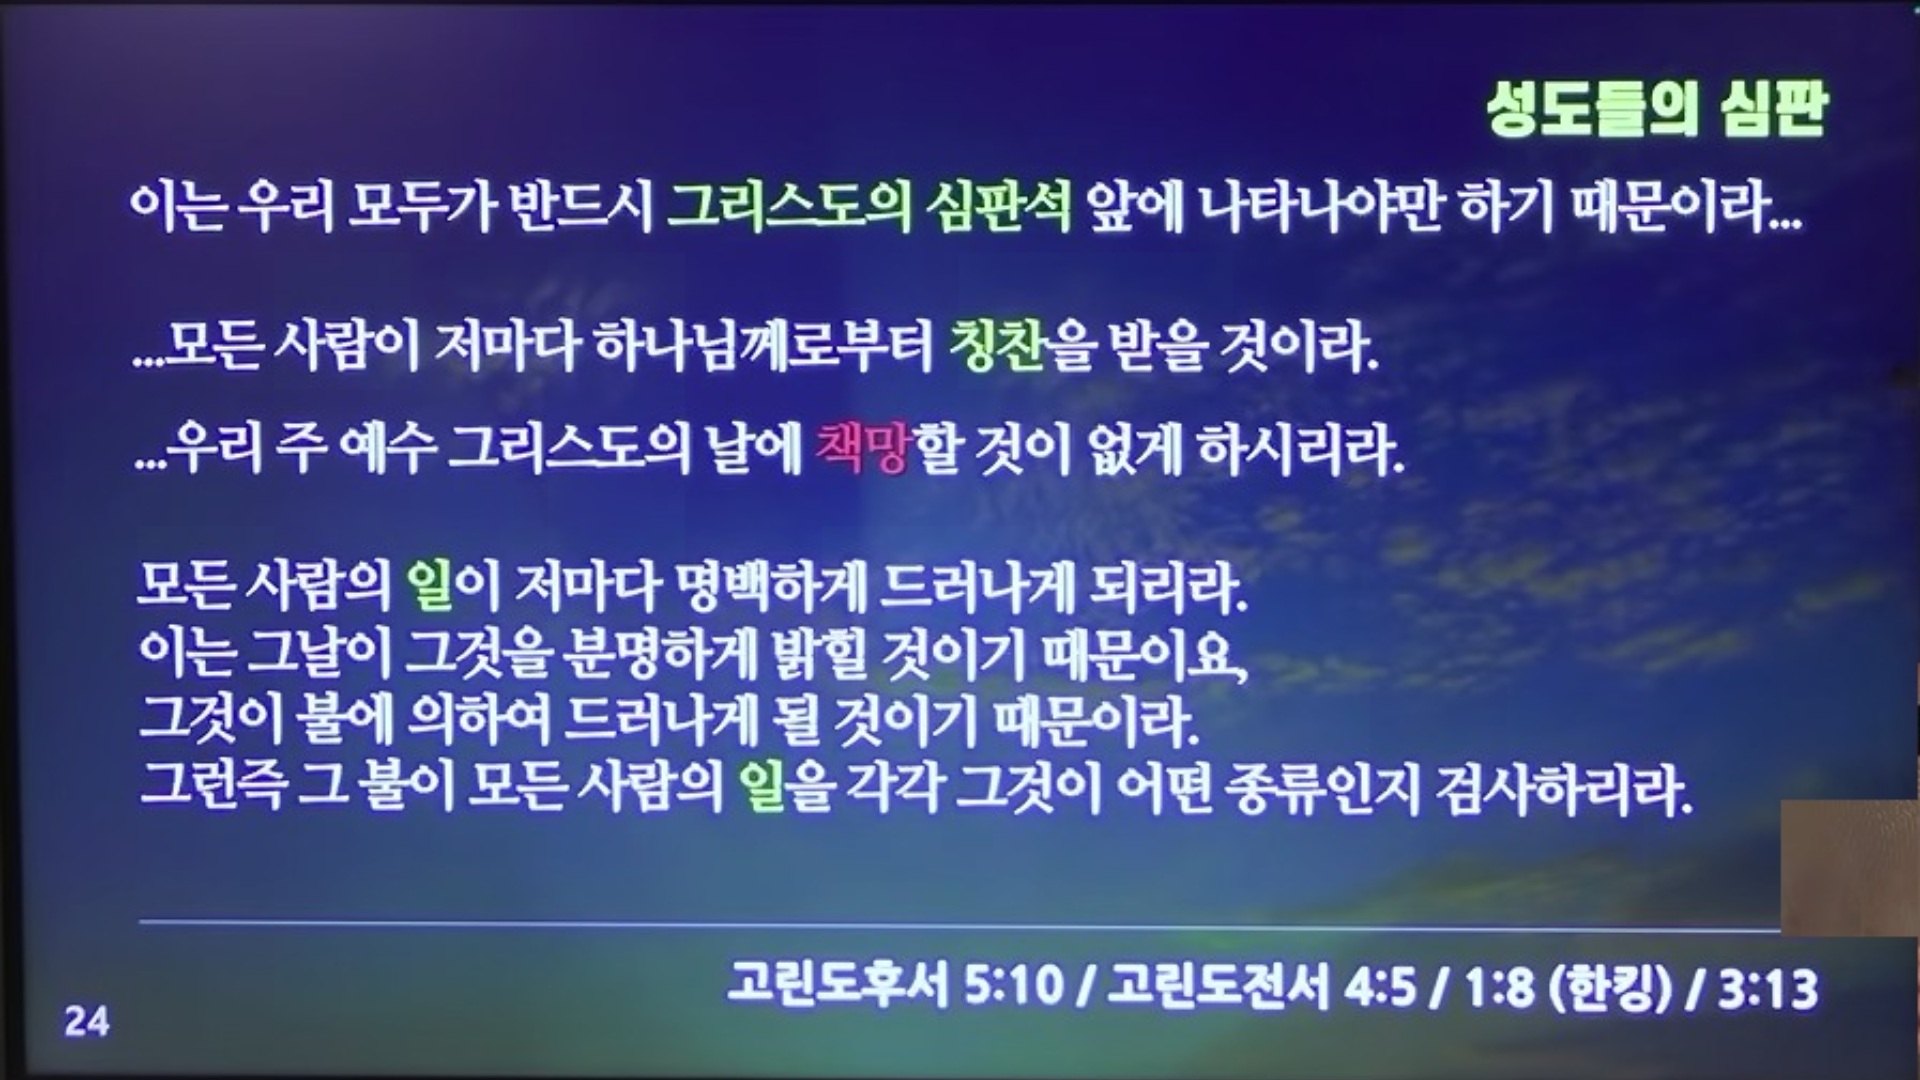 성도들의 심판
이는 우리 모두가 반드시 그리스도의 심판석 앞에 나타나야만 하기 때문이라...
...모든 사람이 저마다 하나님께로부터 칭찬을 받을 것이라.
...우리 주 예수 그리스도의 날에 책망할 것이 없게 하시리라.
모든 사람의 일이 저마다 명백하게 드러나게 되리라.
이는 그날이 그것을 분명하게 밝힐 것이기 때문이요,
그것이 불에 의하여 드러나게 될 것이기 때문이라.
그런즉 그 불이 모든 사람의 일을 각각 그것이 어떤 종류인지 검사하리라.
고린도후서 5:10 / 고린도전서 4:5 / 1:8 (한킹) / 3:13
24